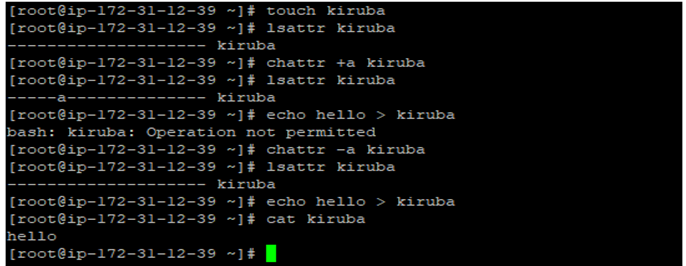 [root@ip-172-31-12-39 ~]# touch kiruba
[root@ip-172-31-12-39 ~]# lsattr kiruba
-------------------- kiruba
[root@ip-172-31-12-39 ~]# chattr +a kiruba
[root@ip-172-31-12-39 ~]# lsattr kiruba
-----a-------------- kiruba
[root@ip-172-31-12-39 ~]# echo hello > kiruba
bash: kiruba: Operation not permitted
[root@ip-172-31-12-39 ~]# chattr -a kiruba
[root@ip-172-31-12-39 ~]# lsattr kiruba
-------------------- kiruba
[root@ip-172-31-12-39 ~]# echo hello > kiruba
[root@ip-172-31-12-39 ~]# cat kiruba
hello
[root@ip-172-31-12-39 ~]#